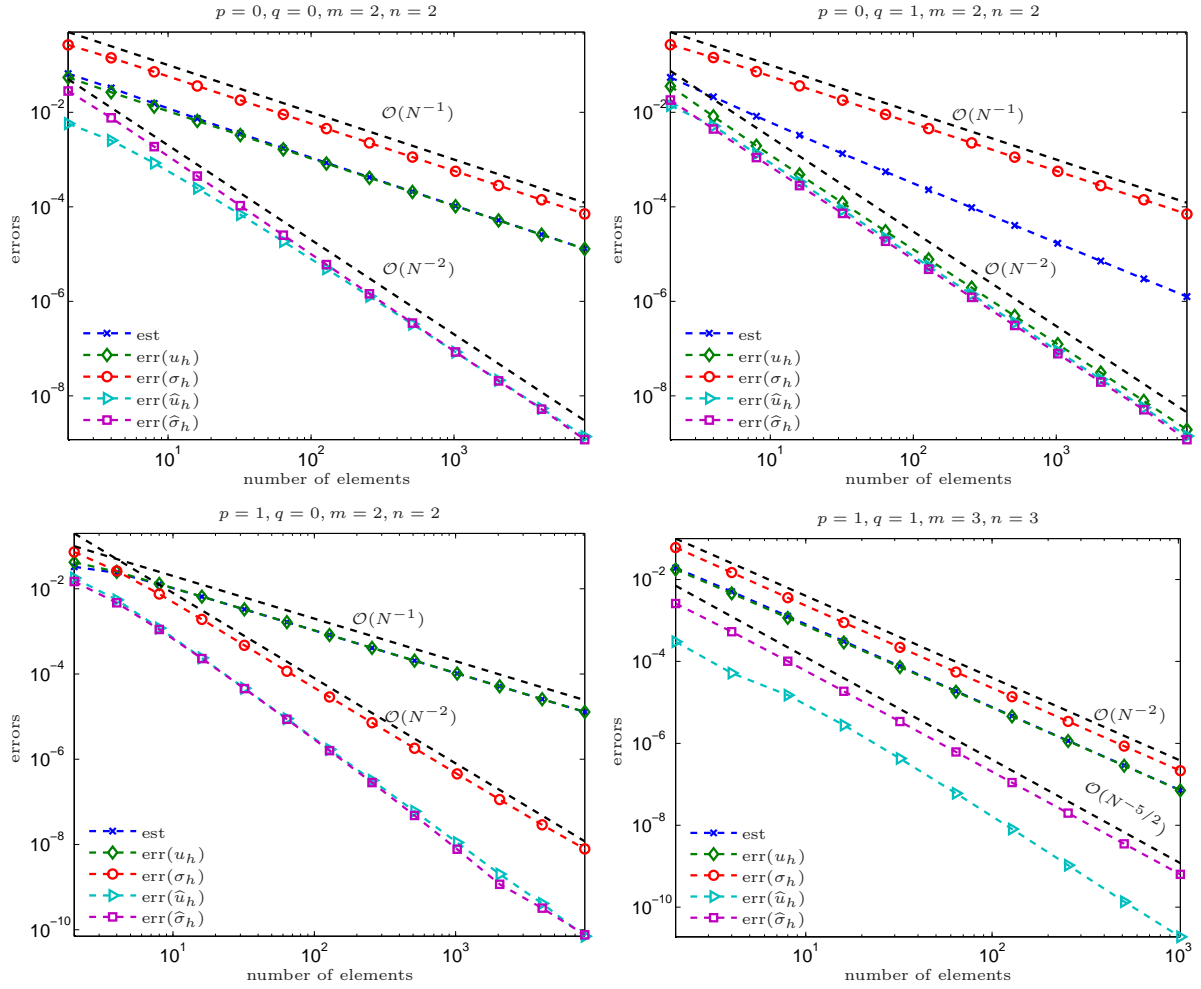 p = 0, q = 0, m = 2, n = 2
errors
10^{-2}
10^{-4}
10^{-6}
10^{-8}
O(N^{-1})
O(N^{-2})
est
err(u_h)
err(σ_h)
err(û_h)
err(σ̂_h)
10^1
10^2
10^3
number of elements
p = 0, q = 1, m = 2, n = 2
errors
10^{-2}
10^{-4}
10^{-6}
10^{-8}
O(N^{-1})
O(N^{-2})
est
err(u_h)
err(σ_h)
err(û_h)
err(σ̂_h)
10^1
10^2
10^3
number of elements
p = 1, q = 0, m = 2, n = 2
errors
10^{-2}
10^{-4}
10^{-6}
10^{-8}
10^{-10}
O(N^{-1})
O(N^{-2})
est
err(u_h)
err(σ_h)
err(û_h)
err(σ̂_h)
10^1
10^2
10^3
number of elements
p = 1, q = 1, m = 3, n = 3
errors
10^{-2}
10^{-4}
10^{-6}
10^{-8}
10^{-10}
O(N^{-2})
O(N^{-5/2})
est
err(u_h)
err(σ_h)
err(û_h)
err(σ̂_h)
10^1
10^2
10^3
number of elements